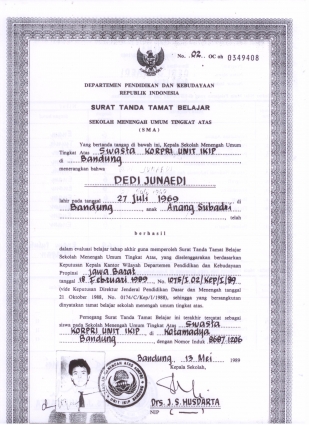 No. 02 OC oh 0349408
DEPARTEMEN PENDIDIKAN DAN KEBUDAYAAN
REPUBLIK INDONESIA
SURAT TANDA TAMAT BELAJAR
SEKOLAH MENENGAH UMUM TINGKAT ATAS
(SMA)
Yang bertanda tangan di bawah ini, Kepala Sekolah Menengah Umum
Tingkat Atas Swasta KORPRI UNIT IKIP
di Bandung
menerangkan bahwa
DEDI JUNAEDI
lahir pada tanggal 27 Juli 1969 di
Bandung, anak Anang Subadri
telah
berhasil
dalam evaluasi belajar tahap akhir guna memperoleh Surat Tanda Tamat Belajar
Sekolah Menengah Umum Tingkat Atas, yang diselenggarakan berdasarkan
Keputusan Kepala Kantor Wilayah Departemen Pendidikan dan Kebudayaan
Propinsi Jawa Barat
tanggal 18 Februari 1989, No. 1075/I.02/KEP/I/89
(vide Keputusan Direktur Jenderal Pendidikan Dasar dan Menengah tanggal
21 Oktober 1988, No. 0174/C/Kep/I/1988), sehingga yang bersangkutan
dinyatakan tamat belajar sekolah menengah umum tingkat atas.
Pemegang Surat Tanda Tamat Belajar ini terakhir tercatat sebagai
siswa pada Sekolah Menengah Umum Tingkat Atas Swasta
KORPRI UNIT IKIP di Kotamadya
Bandung, dengan Nomor Induk 8687 1206
Bandung, 13 Mei 1989
Kepala Sekolah,
Drs. J. S. HUSDARTA
NIP (-)